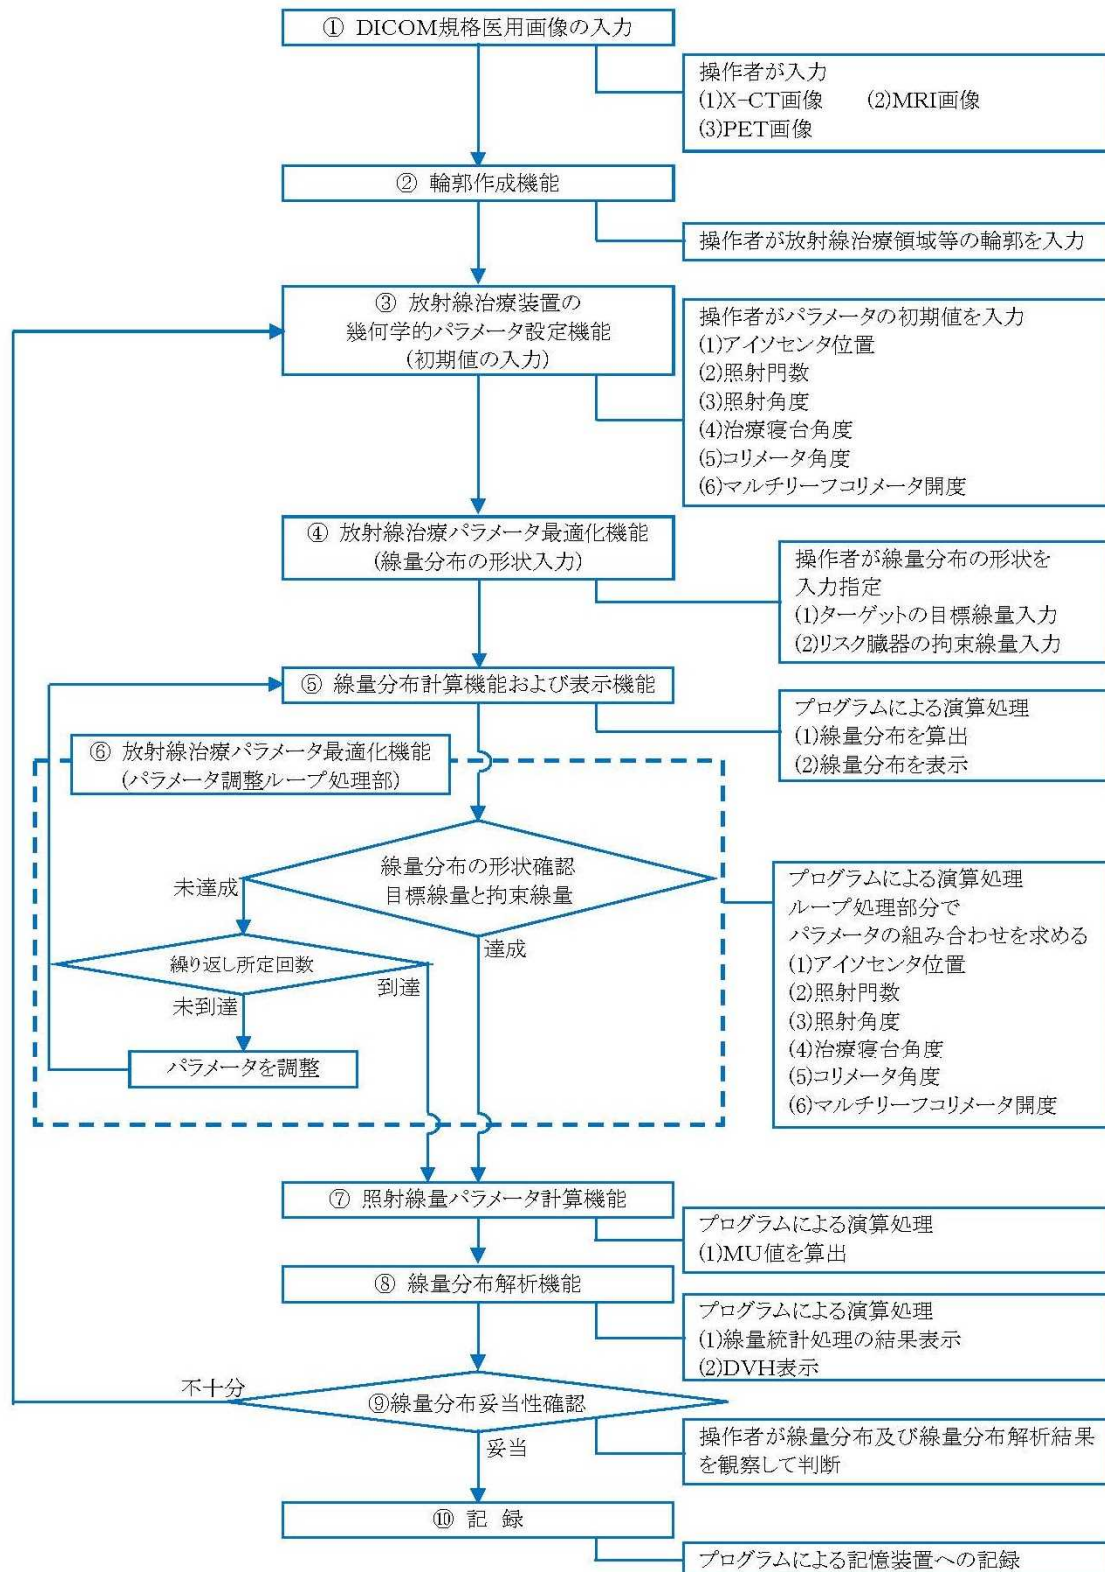 ① DICOM規格医用画像の入力
操作者が入力
(1)X-CT画像 (2)MRI画像
(3)PET画像
② 輪郭作成機能
操作者が放射線治療領域等の輪郭を入力
③ 放射線治療装置の
幾何学的パラメータ設定機能
(初期値の入力)
操作者がパラメータの初期値を入力
(1)アイソセンタ位置
(2)照射門数
(3)照射角度
(4)治療寝台角度
(5)コリメータ角度
(6)マルチリーフコリメータ開度
④ 放射線治療パラメータ最適化機能
(線量分布の形状入力)
操作者が線量分布の形状を
入力指定
(1)ターゲットの目標線量入力
(2)リスク臓器の拘束線量入力
⑤ 線量分布計算機能および表示機能
プログラムによる演算処理
(1)線量分布を算出
(2)線量分布を表示
⑥ 放射線治療パラメータ最適化機能
(パラメータ調整ループ処理部)
線量分布の形状確認
目標線量と拘束線量
未達成
達成
繰り返し所定回数
到達
未到達
パラメータを調整
プログラムによる演算処理
ループ処理部分で
パラメータの組み合わせを求める
(1)アイソセンタ位置
(2)照射門数
(3)照射角度
(4)治療寝台角度
(5)コリメータ角度
(6)マルチリーフコリメータ開度
⑦ 照射線量パラメータ計算機能
プログラムによる演算処理
(1)MU値を算出
⑧ 線量分布解析機能
プログラムによる演算処理
(1)線量統計処理の結果表示
(2)DVH表示
不十分
⑨線量分布妥当性確認
妥当
操作者が線量分布及び線量分布解析結果
を観察して判断
⑩ 記 録
プログラムによる記憶装置への記録